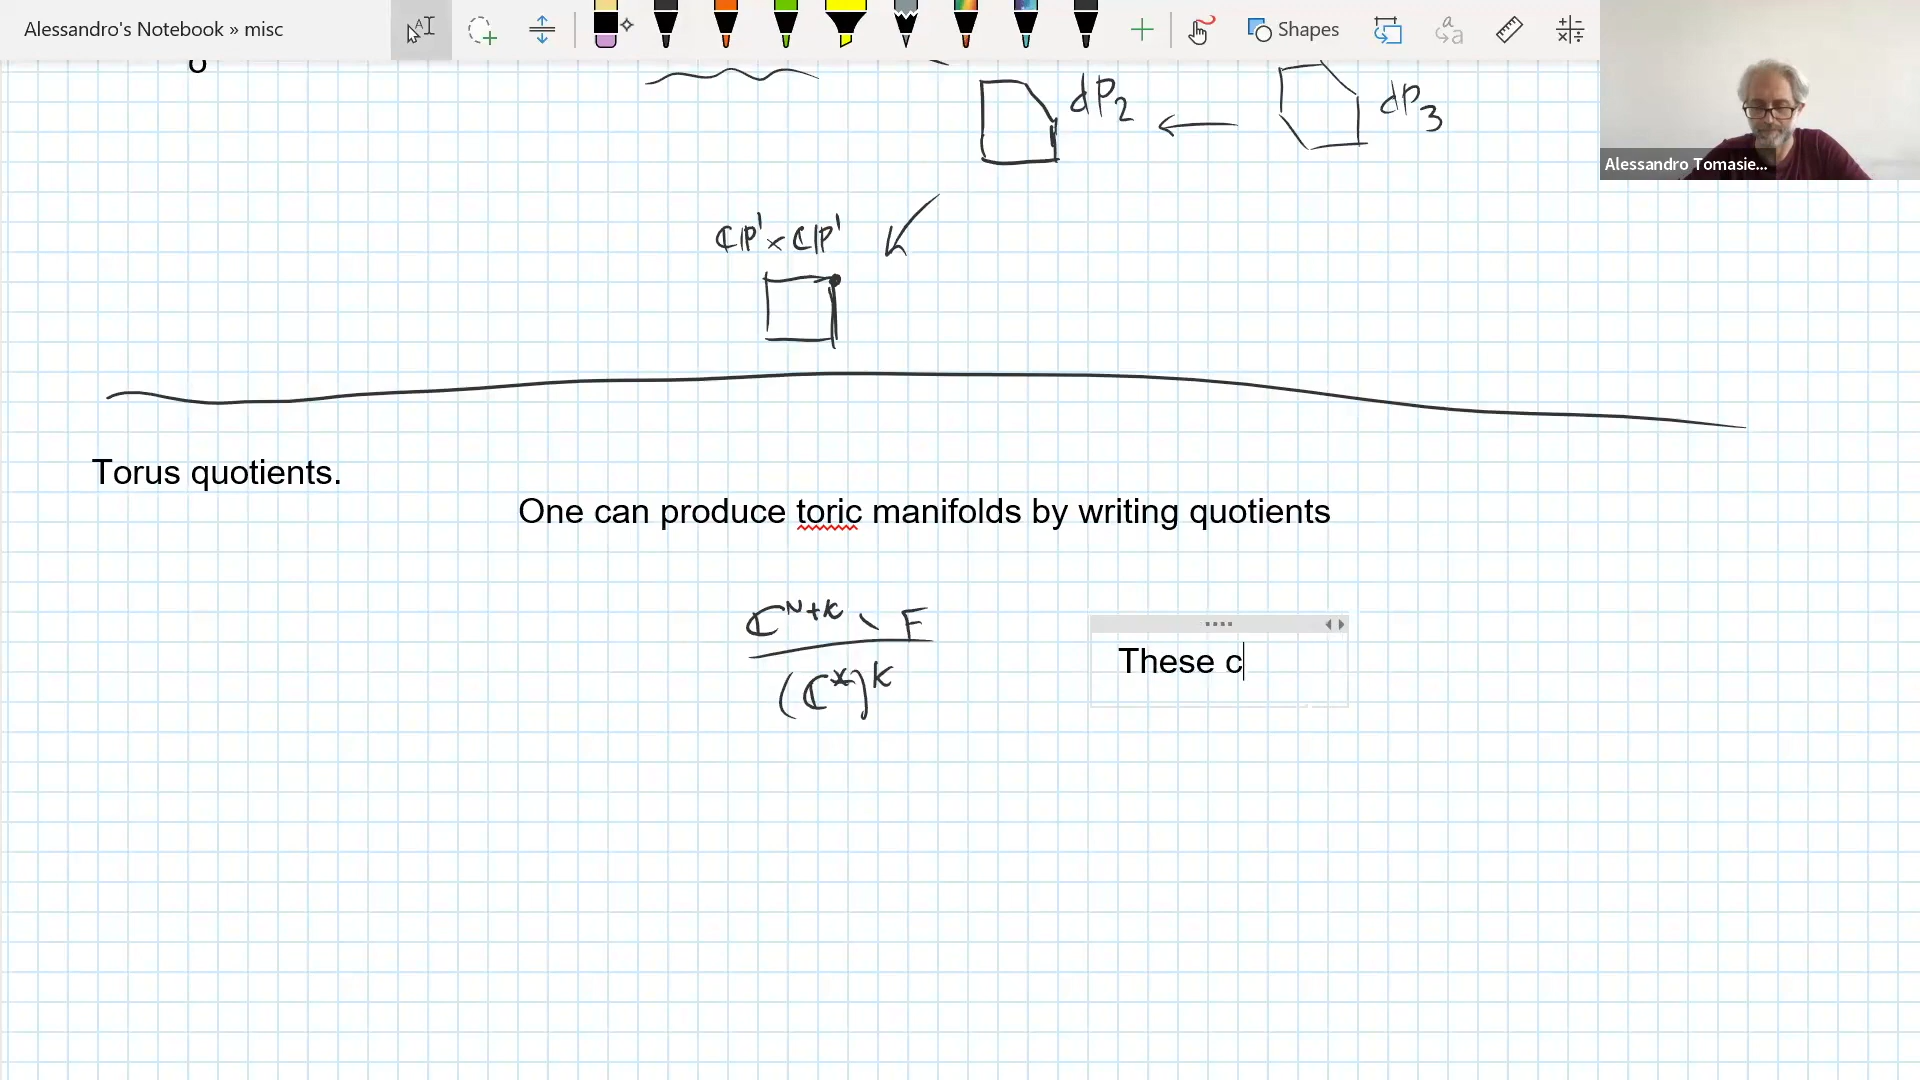 Alessandro's Notebook » misc
Shapes
Alessandro Tomasie...
dP₂ ← dP₃
ℂP¹ × ℂP¹
Torus quotients.
One can produce toric manifolds by writing quotients
ℂᴺ⁺ᴷ \ F
(ℂ*)ᴷ
These c